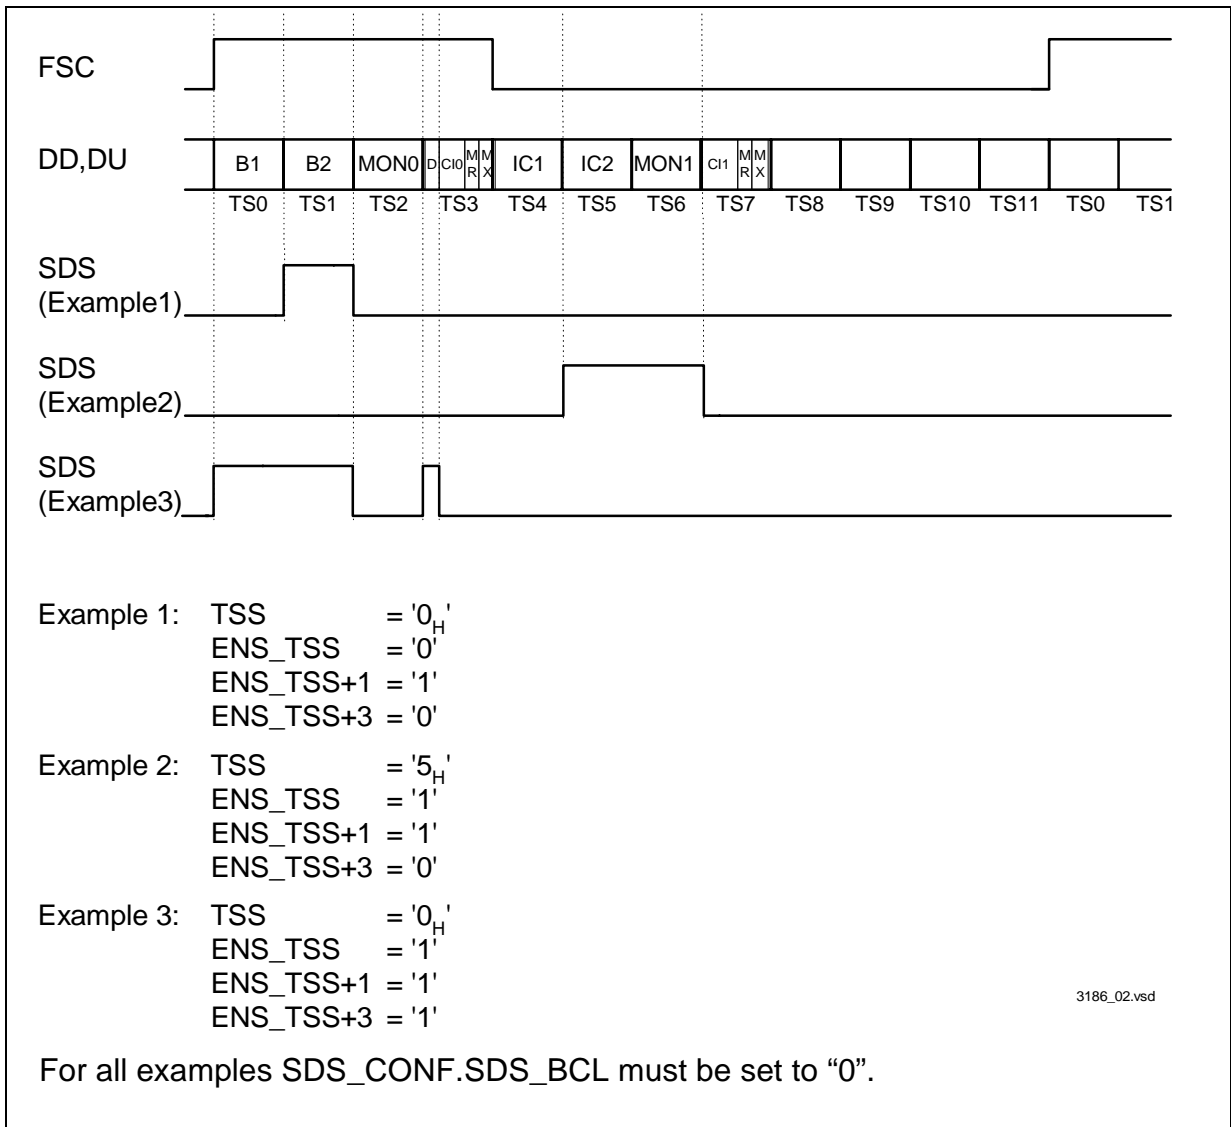 FSC
DD,DU B1 B2 MON0 D CI0 MR MX IC1 IC2 MON1 CI1 MR MX
TS0 TS1 TS2 TS3 TS4 TS5 TS6 TS7 TS8 TS9 TS10 TS11 TS0 TS1
SDS
(Example1)
SDS
(Example2)
SDS
(Example3)
Example 1: TSS = '0H'
ENS_TSS = '0'
ENS_TSS+1 = '1'
ENS_TSS+3 = '0'
Example 2: TSS = '5H'
ENS_TSS = '1'
ENS_TSS+1 = '1'
ENS_TSS+3 = '0'
Example 3: TSS = '0H'
ENS_TSS = '1'
ENS_TSS+1 = '1'
ENS_TSS+3 = '1'
3186_02.vsd
For all examples SDS_CONF.SDS_BCL must be set to “0”.